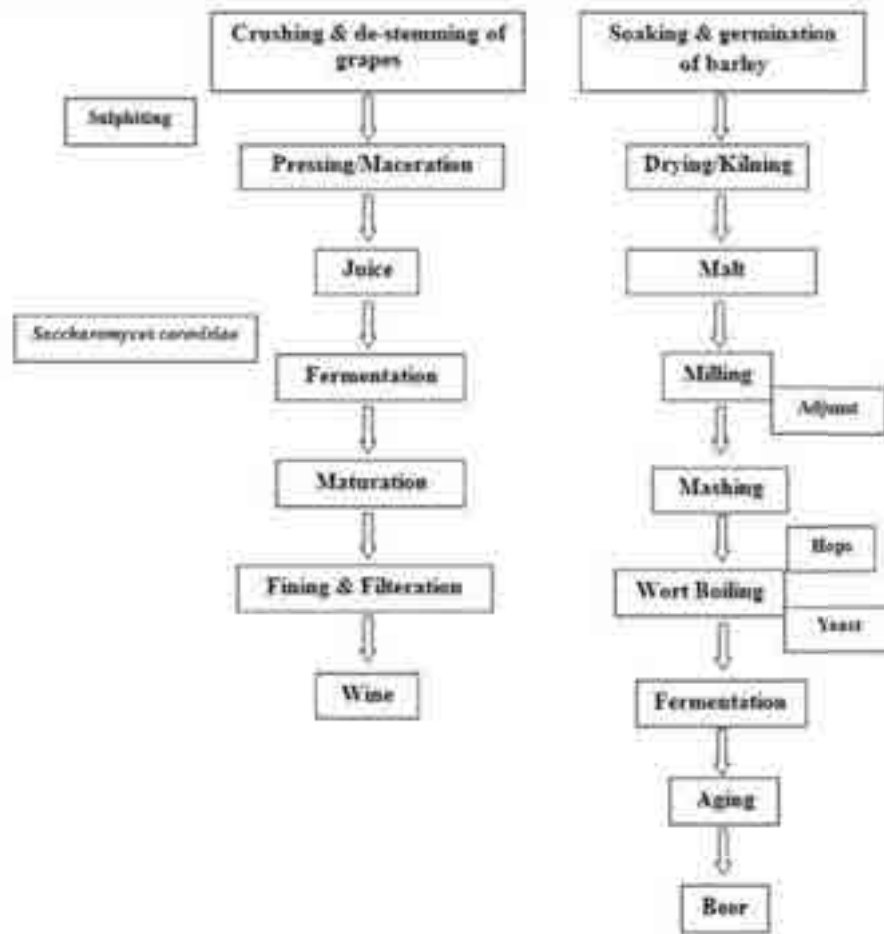 Crushing & de-stemming of
grapes
Sulphiting
Pressing/Maceration
Juice
Saccharomyces cerevisiae
Fermentation
Maturation
Fining & Filteration
Wine
Soaking & germination
of barley
Drying/Kilning
Malt
Milling
Adjunct
Mashing
Hops
Wort Boiling
Yeast
Fermentation
Aging
Beer